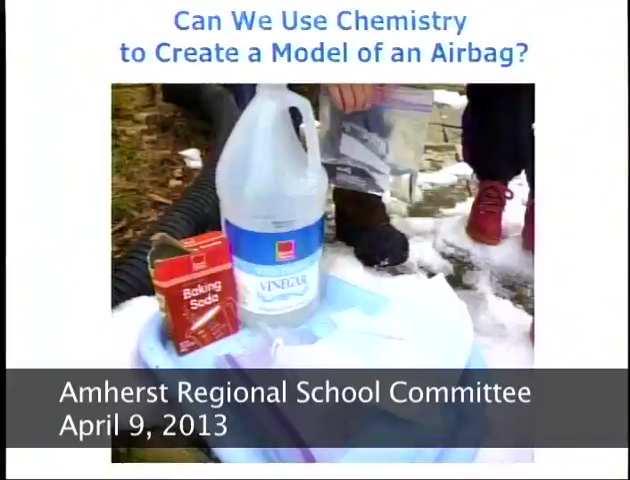 Can We Use Chemistry
to Create a Model of an Airbag?
VINEGAR
Baking
Soda
Amherst Regional School Committee
April 9, 2013